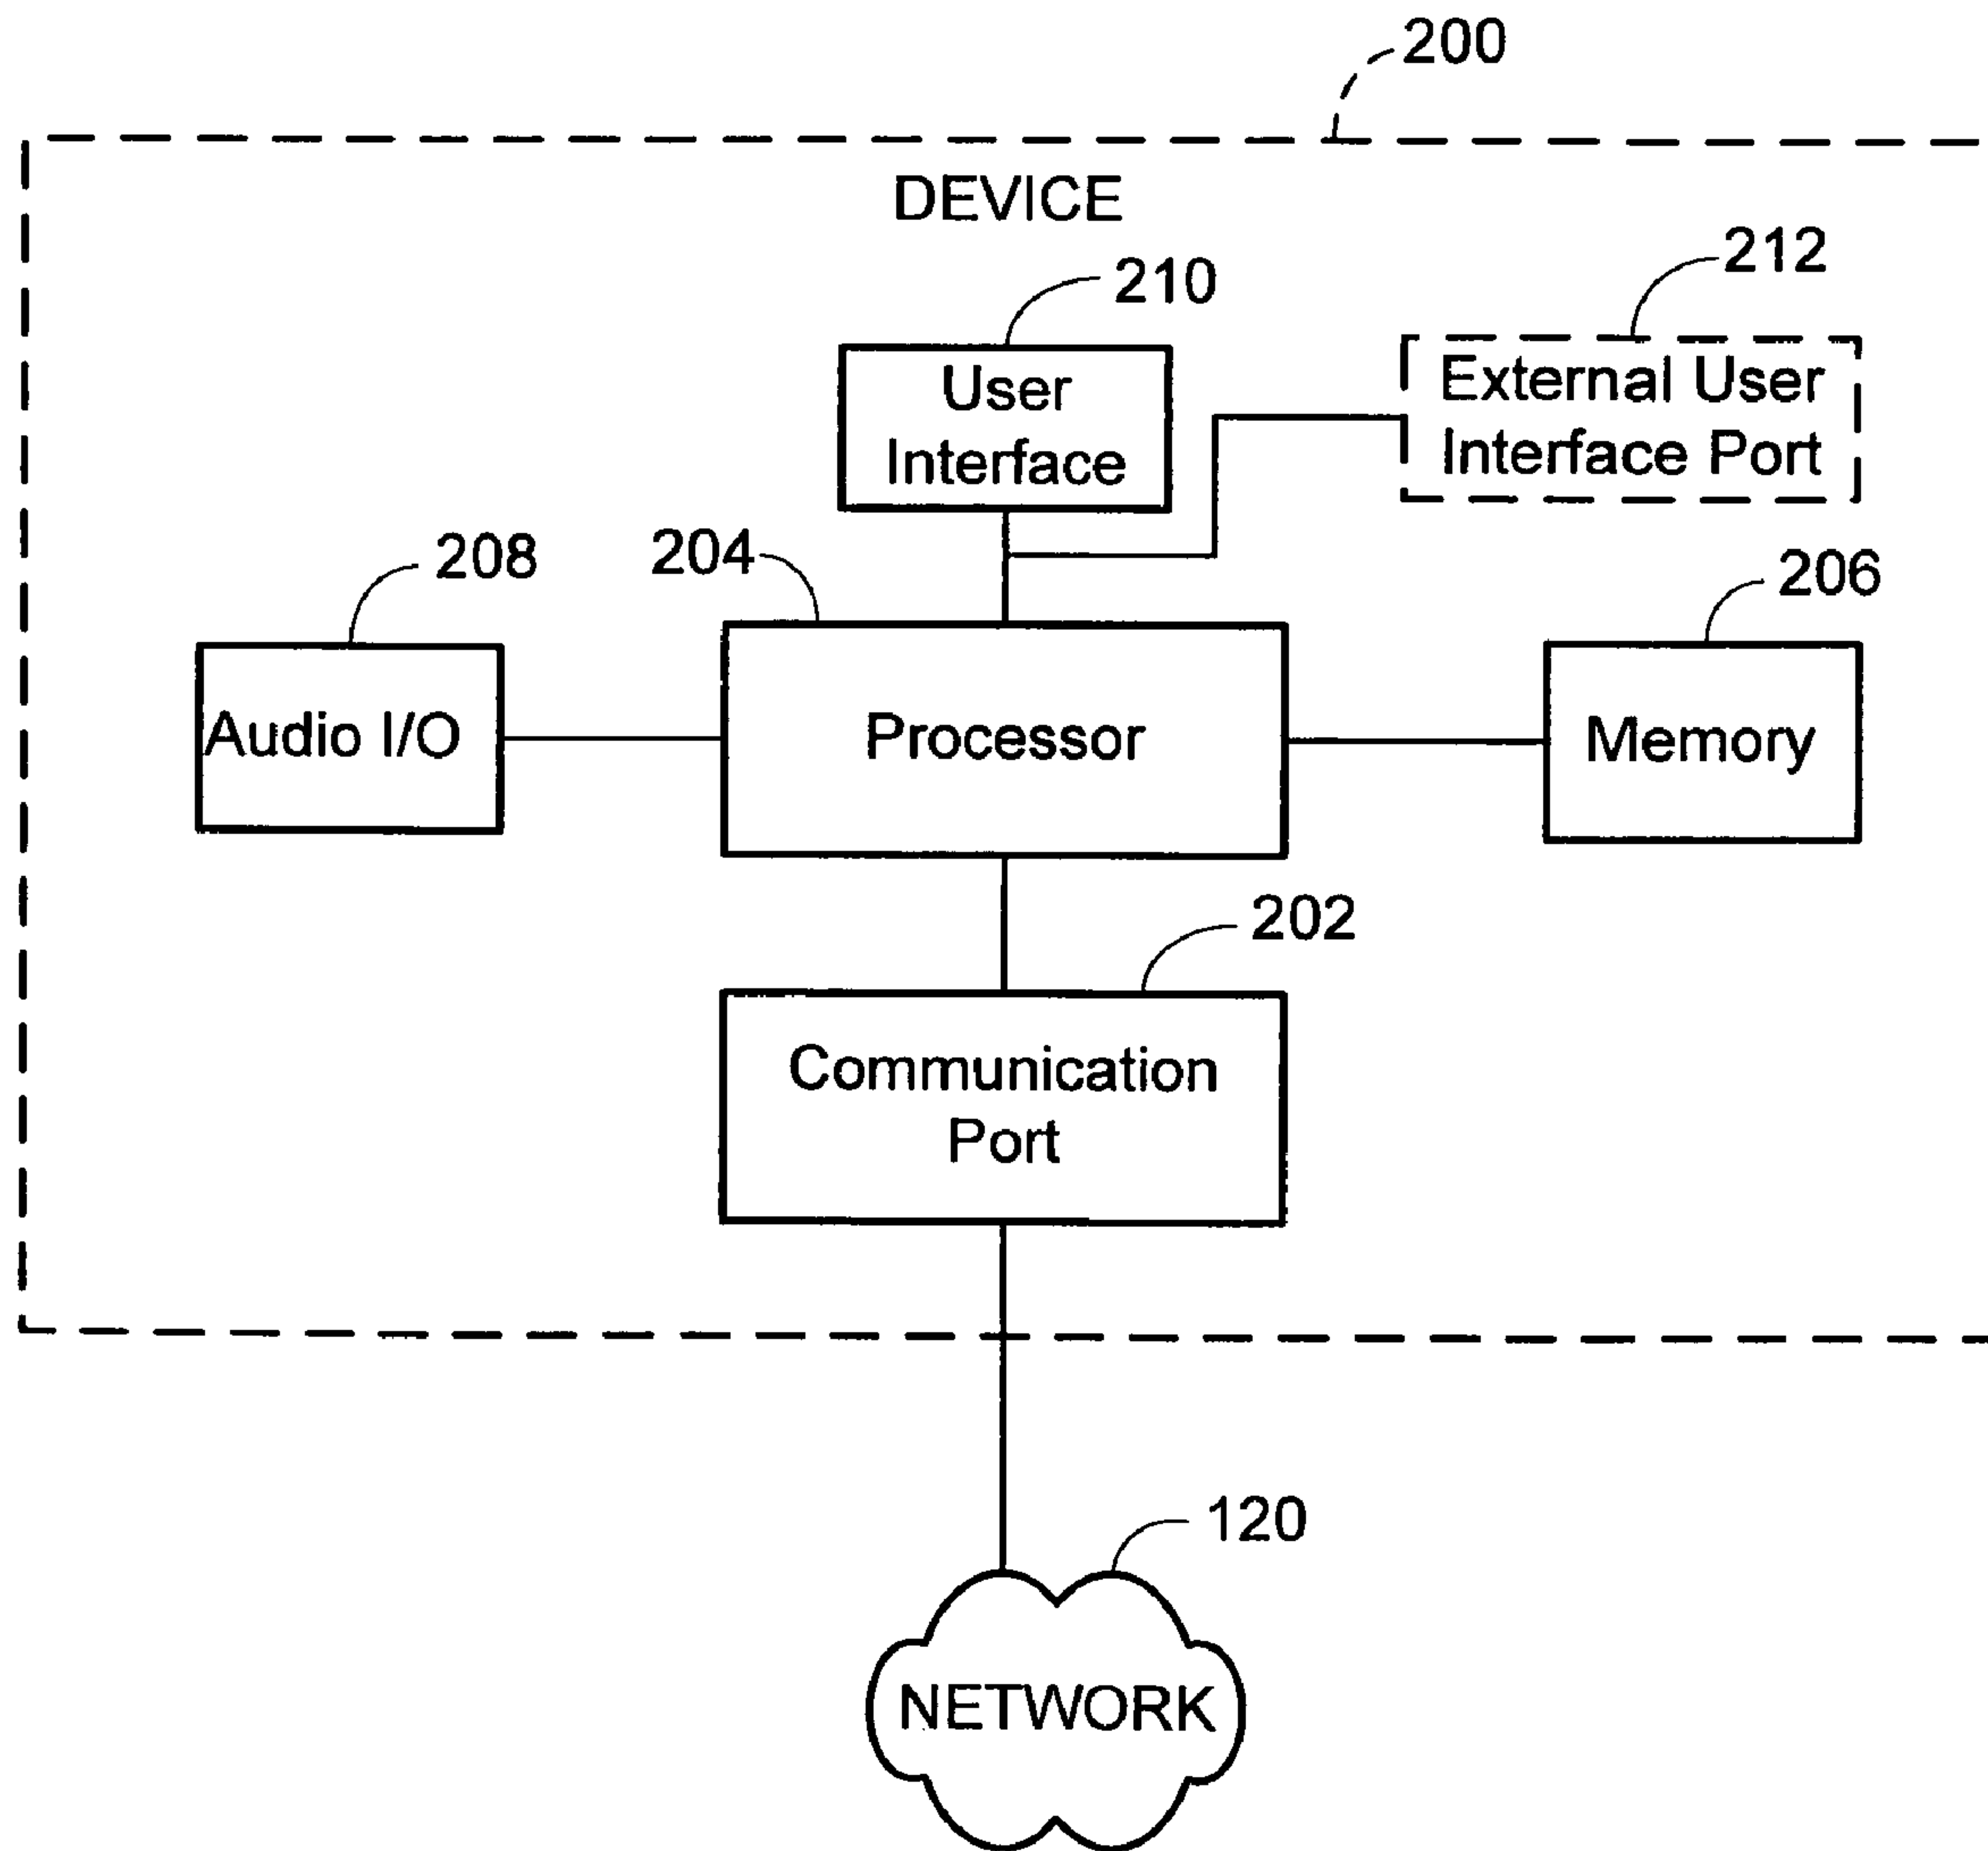 200
DEVICE
212
210
External User
Interface Port
User
Interface
208
204
206
Audio I/O
Processor
Memory
202
Communication
Port
120
NETWORK